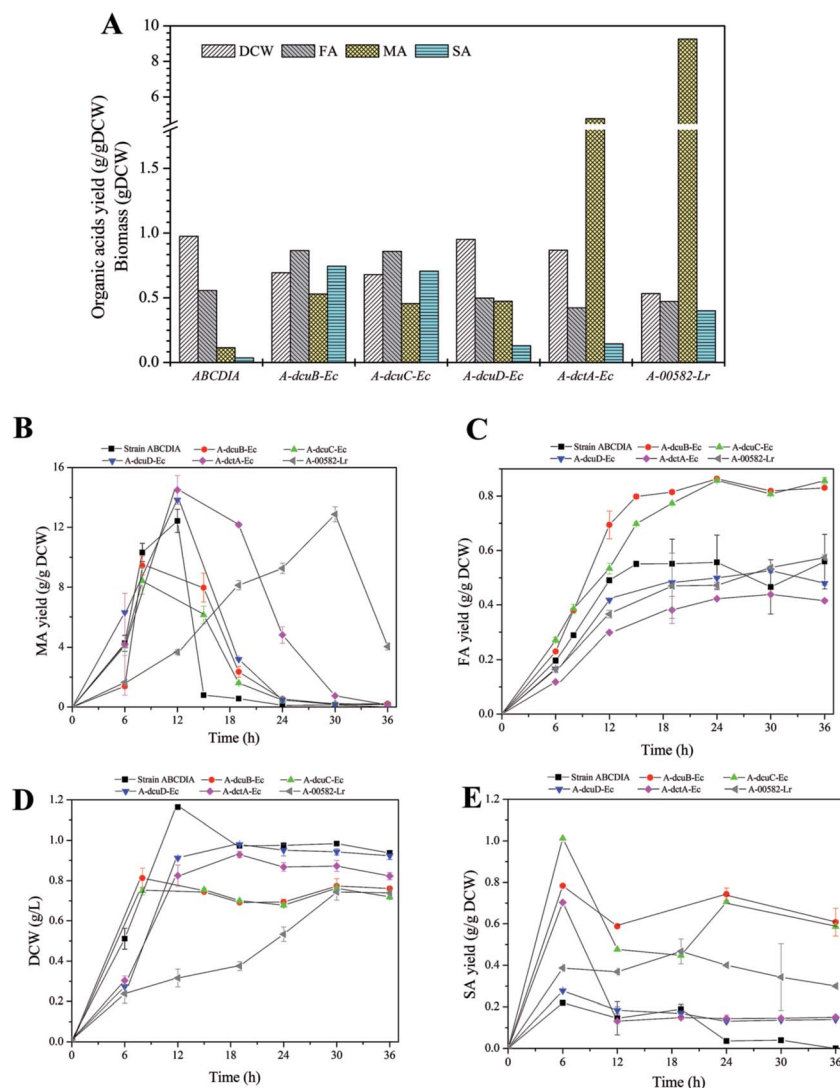 A
DCW FA MA SA
Organic acids yield (g/gDCW)
Biomass (gDCW)
10
8
6
1.5
1.0
0.5
0.0
ABCDIA A-dcuB-Ec A-dcuC-Ec A-dcuD-Ec A-dctA-Ec A-00582-Lr
B
Strain ABCDIA A-dcuB-Ec A-dcuC-Ec
A-dcuD-Ec A-dctA-Ec A-00582-Lr
MA yield (g/g DCW)
16
12
8
4
0
0 6 12 18 24 30 36
Time (h)
C
Strain ABCDIA A-dcuB-Ec A-dcuC-Ec
A-dcuD-Ec A-dctA-Ec A-00582-Lr
FA yield (g/g DCW)
0.8
0.6
0.4
0.2
0.0
0 6 12 18 24 30 36
Time (h)
D
Strain ABCDIA A-dcuB-Ec A-dcuC-Ec
A-dcuD-Ec A-dctA-Ec A-00582-Lr
DCW (g/L)
1.2
1.0
0.8
0.6
0.4
0.2
0.0
0 6 12 18 24 30 36
Time (h)
E
Strain ABCDIA A-dcuB-Ec A-dcuC-Ec
A-dcuD-Ec A-dctA-Ec A-00582-Lr
SA yield (g/g DCW)
1.2
1.0
0.8
0.6
0.4
0.2
0.0
0 6 12 18 24 30 36
Time (h)